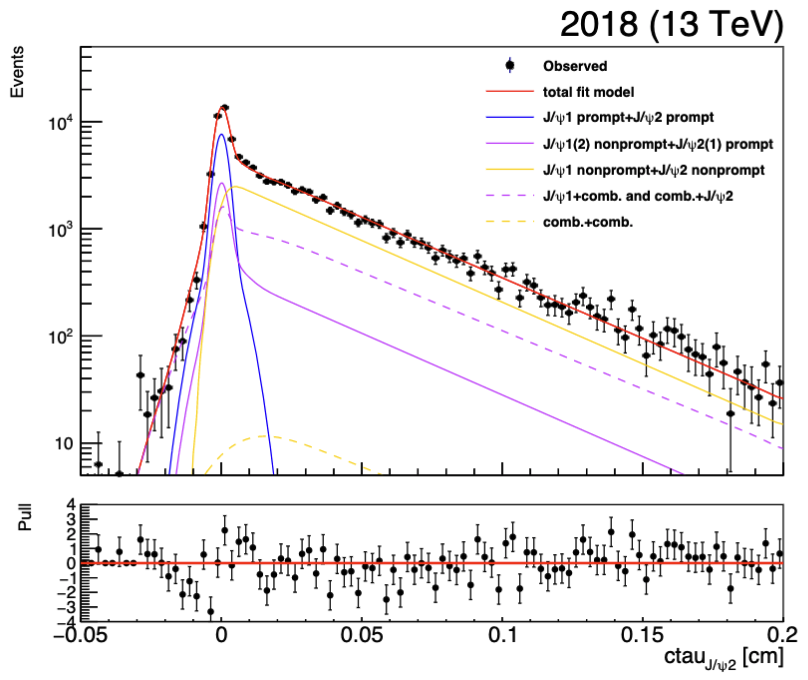 2018 (13 TeV)
Events
Observed
total fit model
J/ψ1 prompt+J/ψ2 prompt
J/ψ1(2) nonprompt+J/ψ2(1) prompt
J/ψ1 nonprompt+J/ψ2 nonprompt
J/ψ1+comb. and comb.+J/ψ2
comb.+comb.
10⁴
10³
10²
10
Pull
4
3
2
1
0
−1
−2
−3
−4
−0.05 0 0.05 0.1 0.15 0.2
ctau_J/ψ2 [cm]